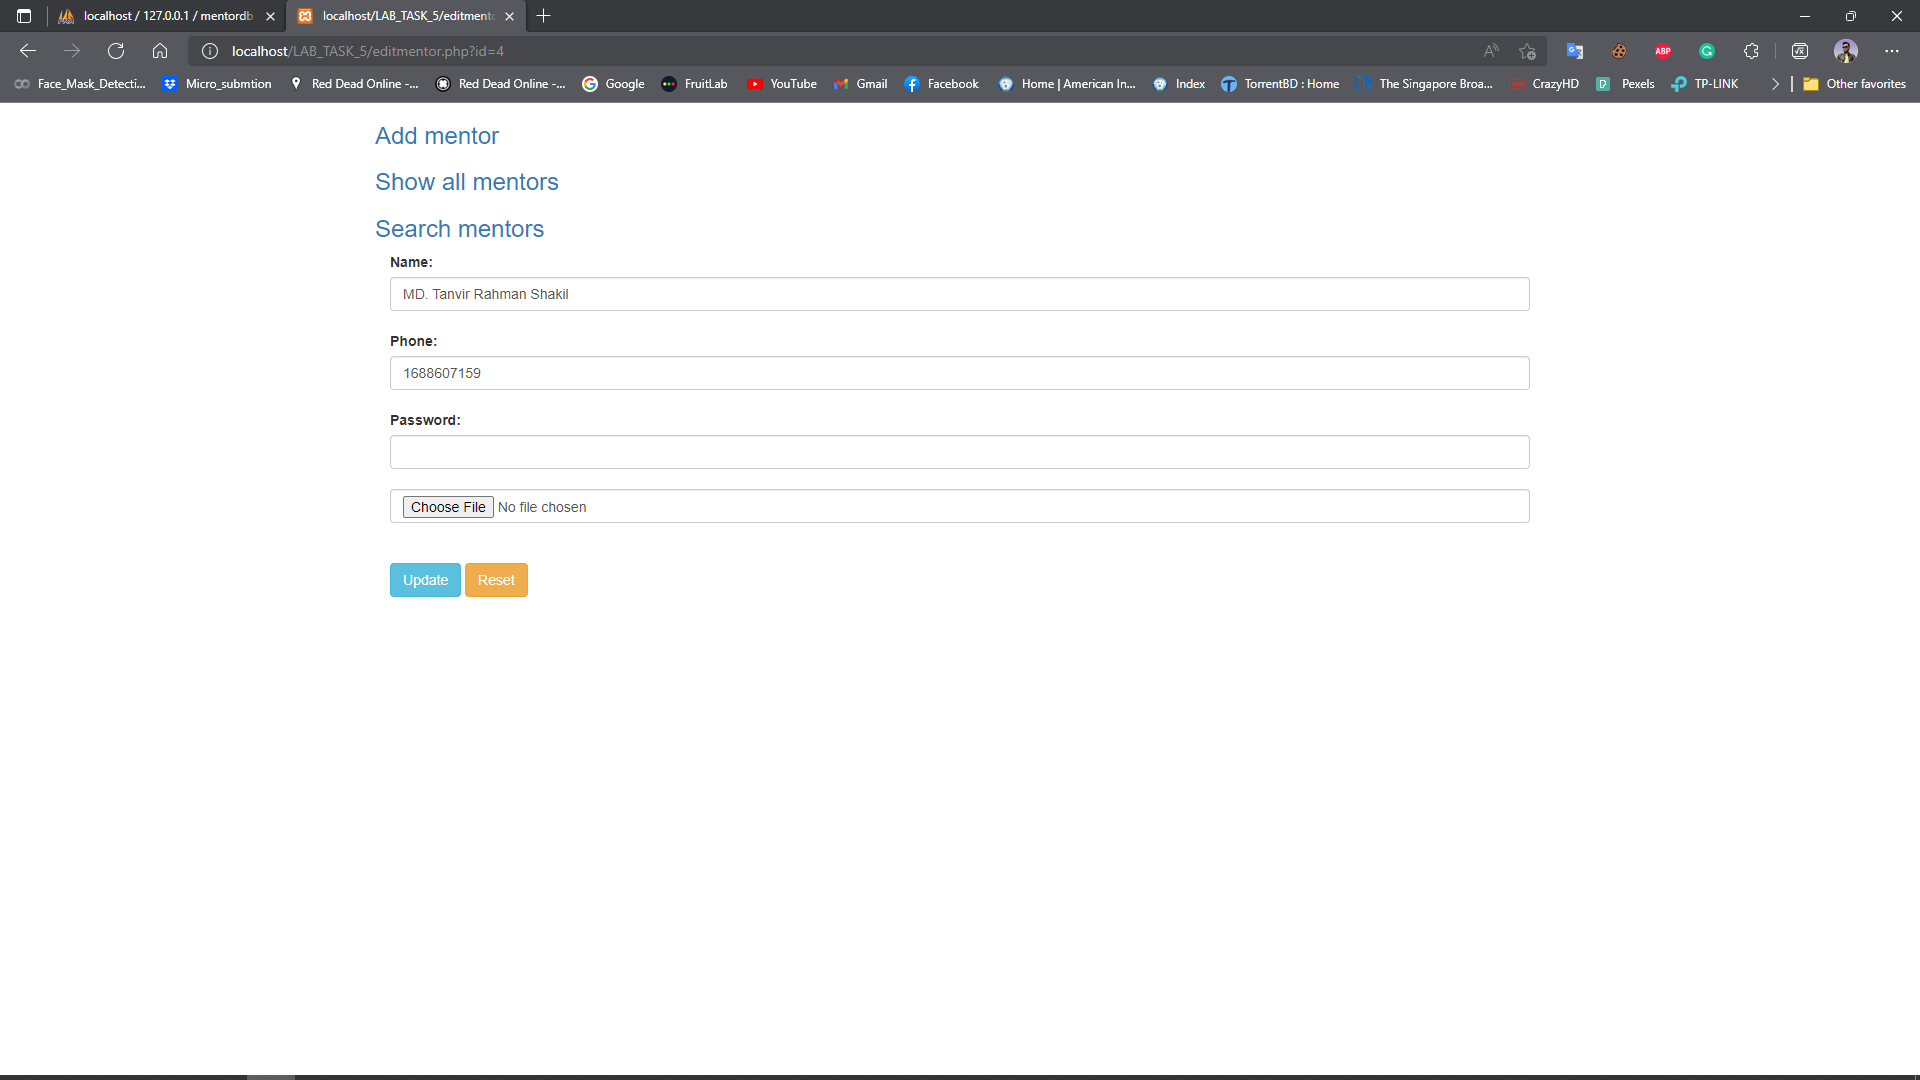 localhost / 127.0.0.1 / mentordb
localhost/LAB_TASK_5/editmento
localhost/LAB_TASK_5/editmentor.php?id=4
Face_Mask_Detecti... Micro_submtion Red Dead Online -... Red Dead Online -... Google FruitLab YouTube Gmail Facebook Home | American In... Index TorrentBD : Home The Singapore Broa... CrazyHD Pexels TP-LINK Other favorites
Add mentor
Show all mentors
Search mentors
Name:
MD. Tanvir Rahman Shakil
Phone:
1688607159
Password:
Choose File No file chosen
Update Reset